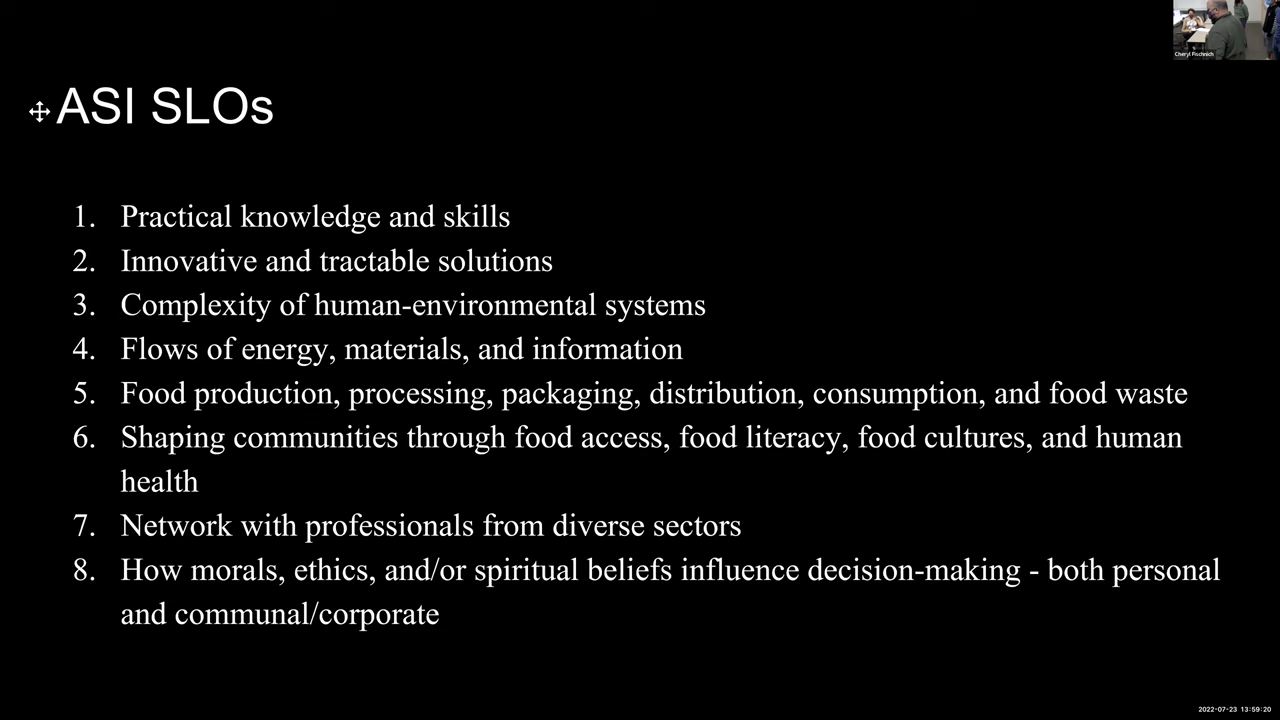 Cheryl Fischnich
ASI SLOs
1. Practical knowledge and skills
2. Innovative and tractable solutions
3. Complexity of human-environmental systems
4. Flows of energy, materials, and information
5. Food production, processing, packaging, distribution, consumption, and food waste
6. Shaping communities through food access, food literacy, food cultures, and human
health
7. Network with professionals from diverse sectors
8. How morals, ethics, and/or spiritual beliefs influence decision-making - both personal
and communal/corporate
2022-07-23 13:59:20